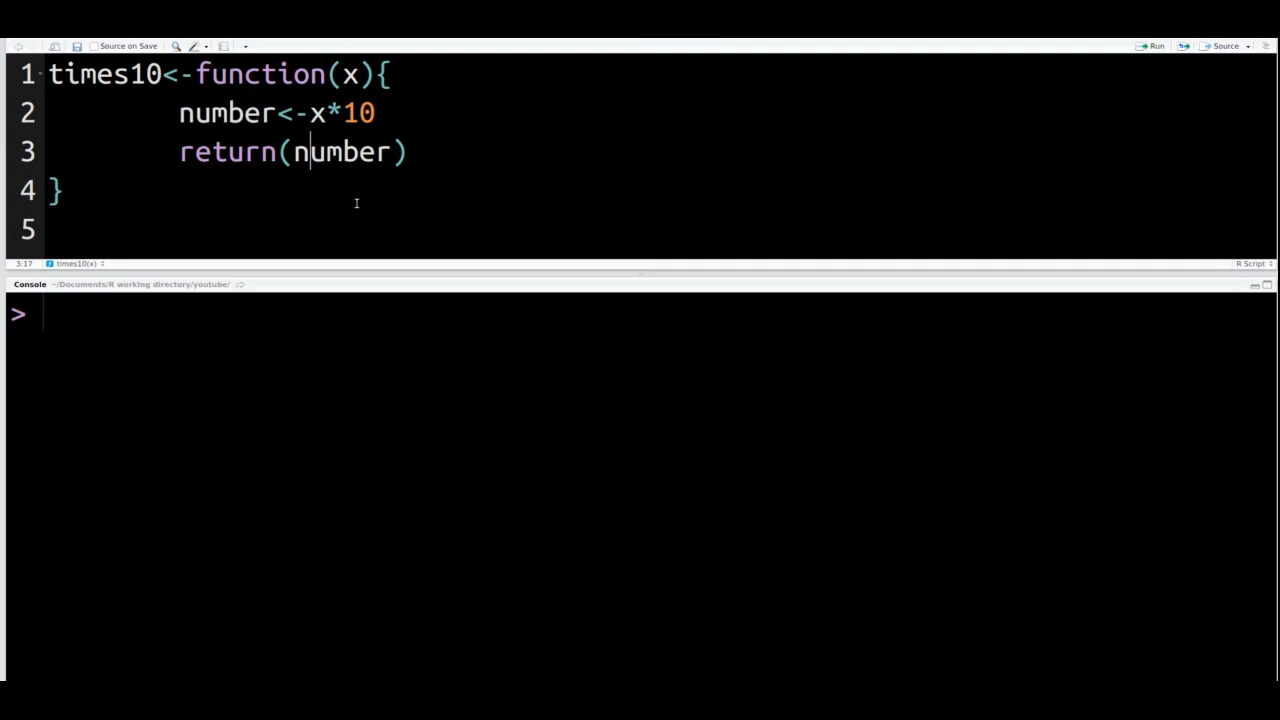 Source on Save Run Source
1 times10<-function(x){
2 number<-x*10
3 return(number)
4 }
5
3:17 times10(x) R Script
Console ~/Documents/R working directory/youtube/
>